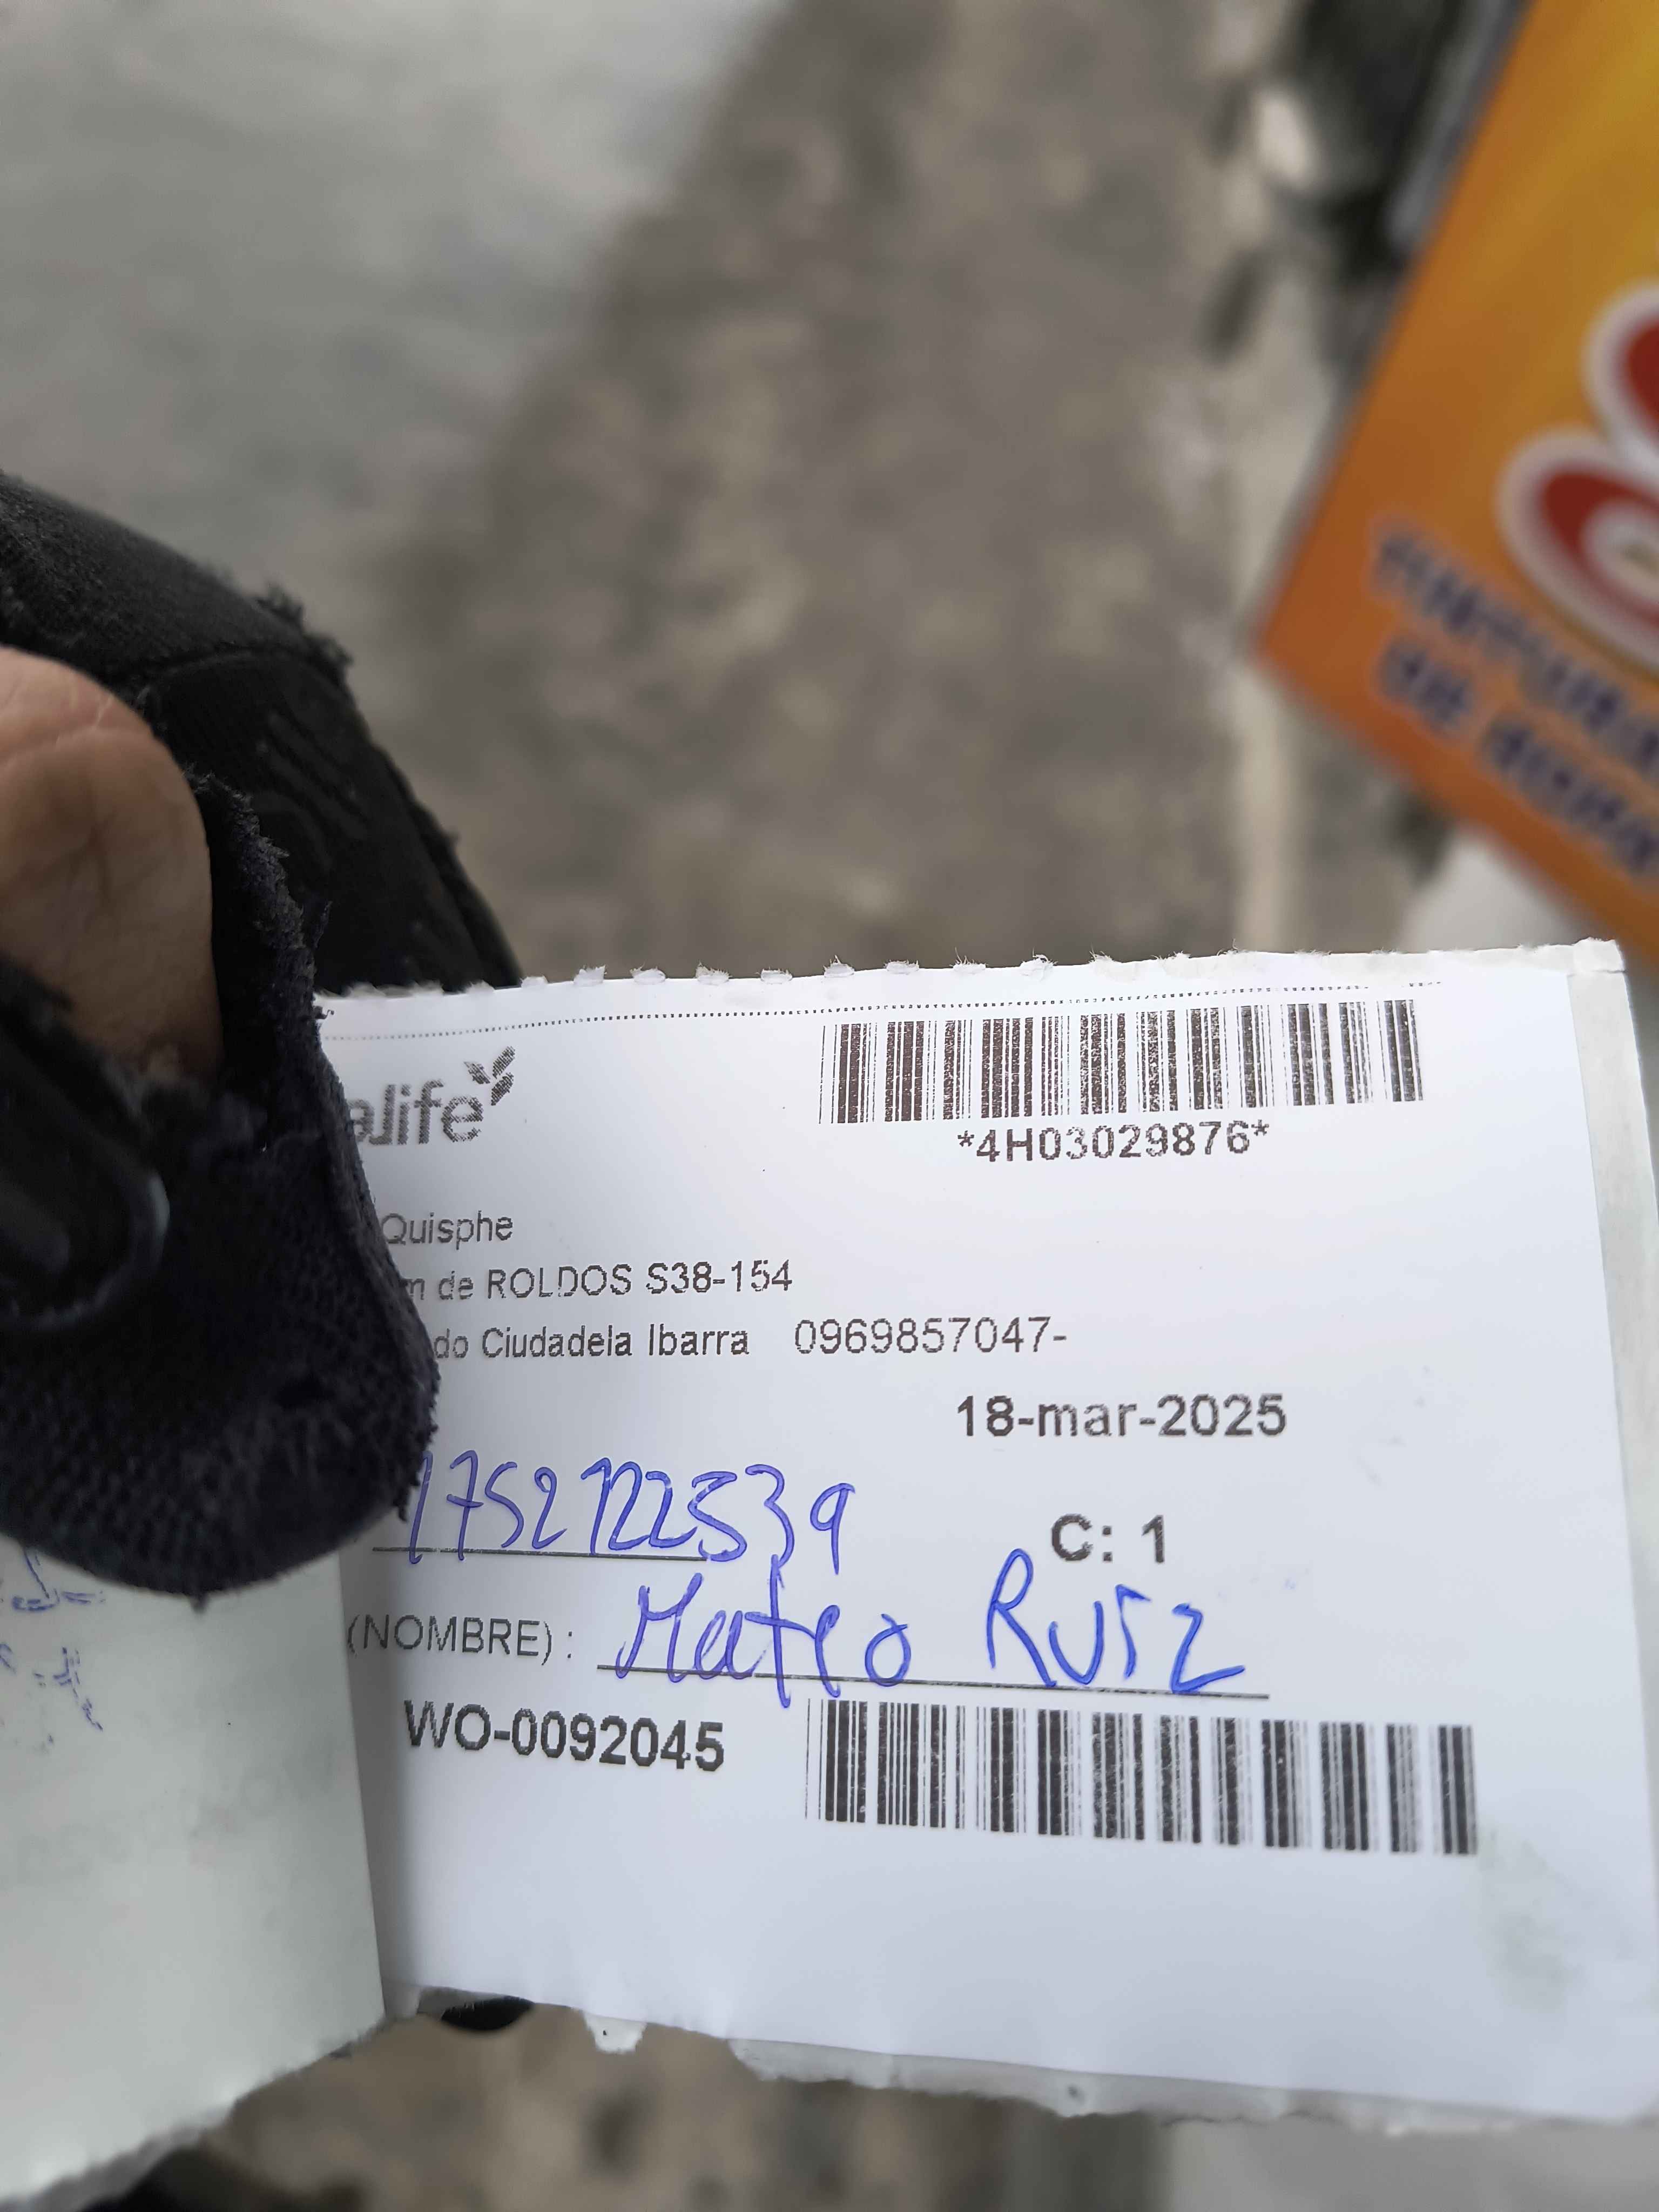 alife
*4H03029876*
Quisphe
m de ROLDOS S38-154
do Ciudadela Ibarra 0969857047-
18-mar-2025
1752122539
C: 1
(NOMBRE) : Mateo Ruiz
WO-0092045